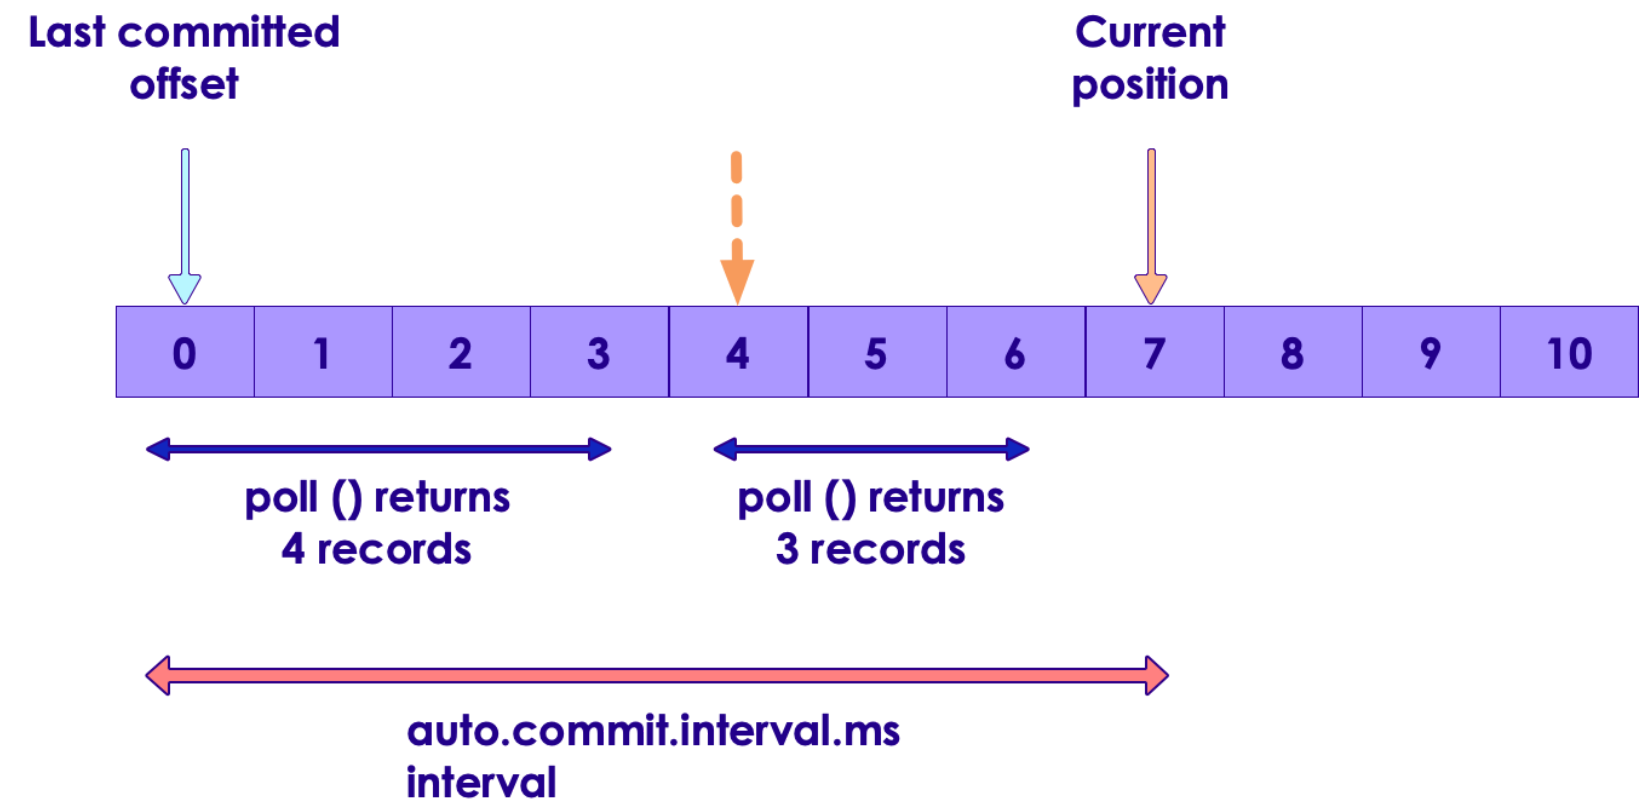 Last committed
offset
Current
position
0 1 2 3 4 5 6 7 8 9 10
poll () returns
4 records
poll () returns
3 records
auto.commit.interval.ms
interval